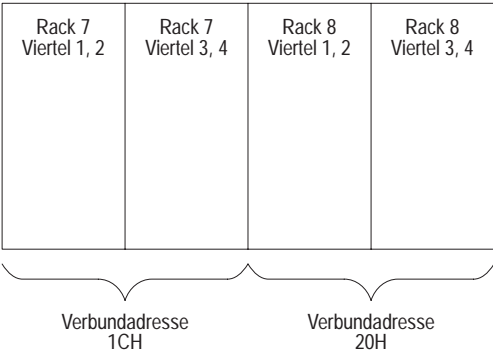 Rack 7
Viertel 1, 2
Rack 7
Viertel 3, 4
Rack 8
Viertel 1, 2
Rack 8
Viertel 3, 4
Verbundadresse
1CH
Verbundadresse
20H